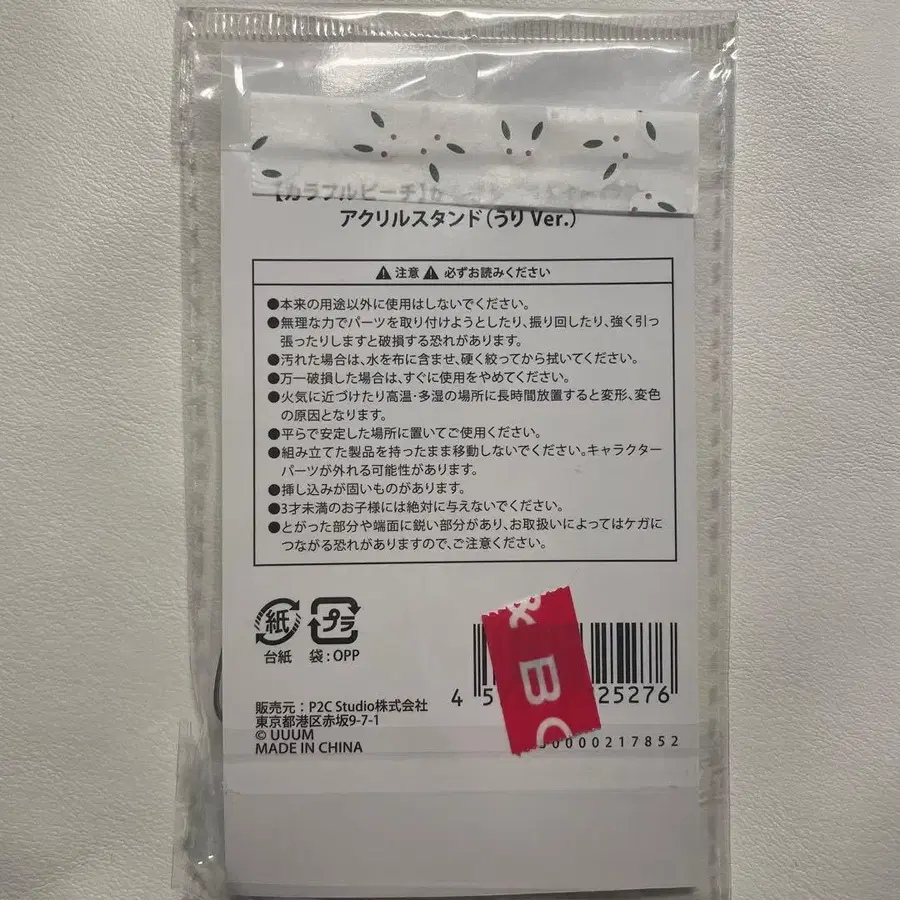 【カラフルピーチ】
アクリルスタンド(うり Ver.)
⚠ 注意 ⚠ 必ずお読みください
●本来の用途以外に使用はしないでください。
●無理な力でパーツを取り付けようとしたり、振り回したり、強く引っ
張ったりしますと破損する恐れがあります。
●汚れた場合は、水を布に含ませ、硬く絞ってから拭いてください。
●万一破損した場合は、すぐに使用をやめてください。
●火気に近づけたり高温・多湿の場所に長時間放置すると変形、変色
の原因となります。
●平らで安定した場所に置いてご使用ください。
●組み立てた製品を持ったまま移動しないでください。キャラクター
パーツが外れる可能性があります。
●挿し込みが固いものがあります。
●3才未満のお子様には絶対に与えないでください。
●とがった部分や端面に鋭い部分があり、お取扱いによってはケガに
つながる恐れがありますので、ご注意ください。
紙 プラ
台紙 袋:OPP
& BO
4 5 25276
0000217852
販売元:P2C Studio株式会社
東京都港区赤坂9-7-1
© UUUM
MADE IN CHINA